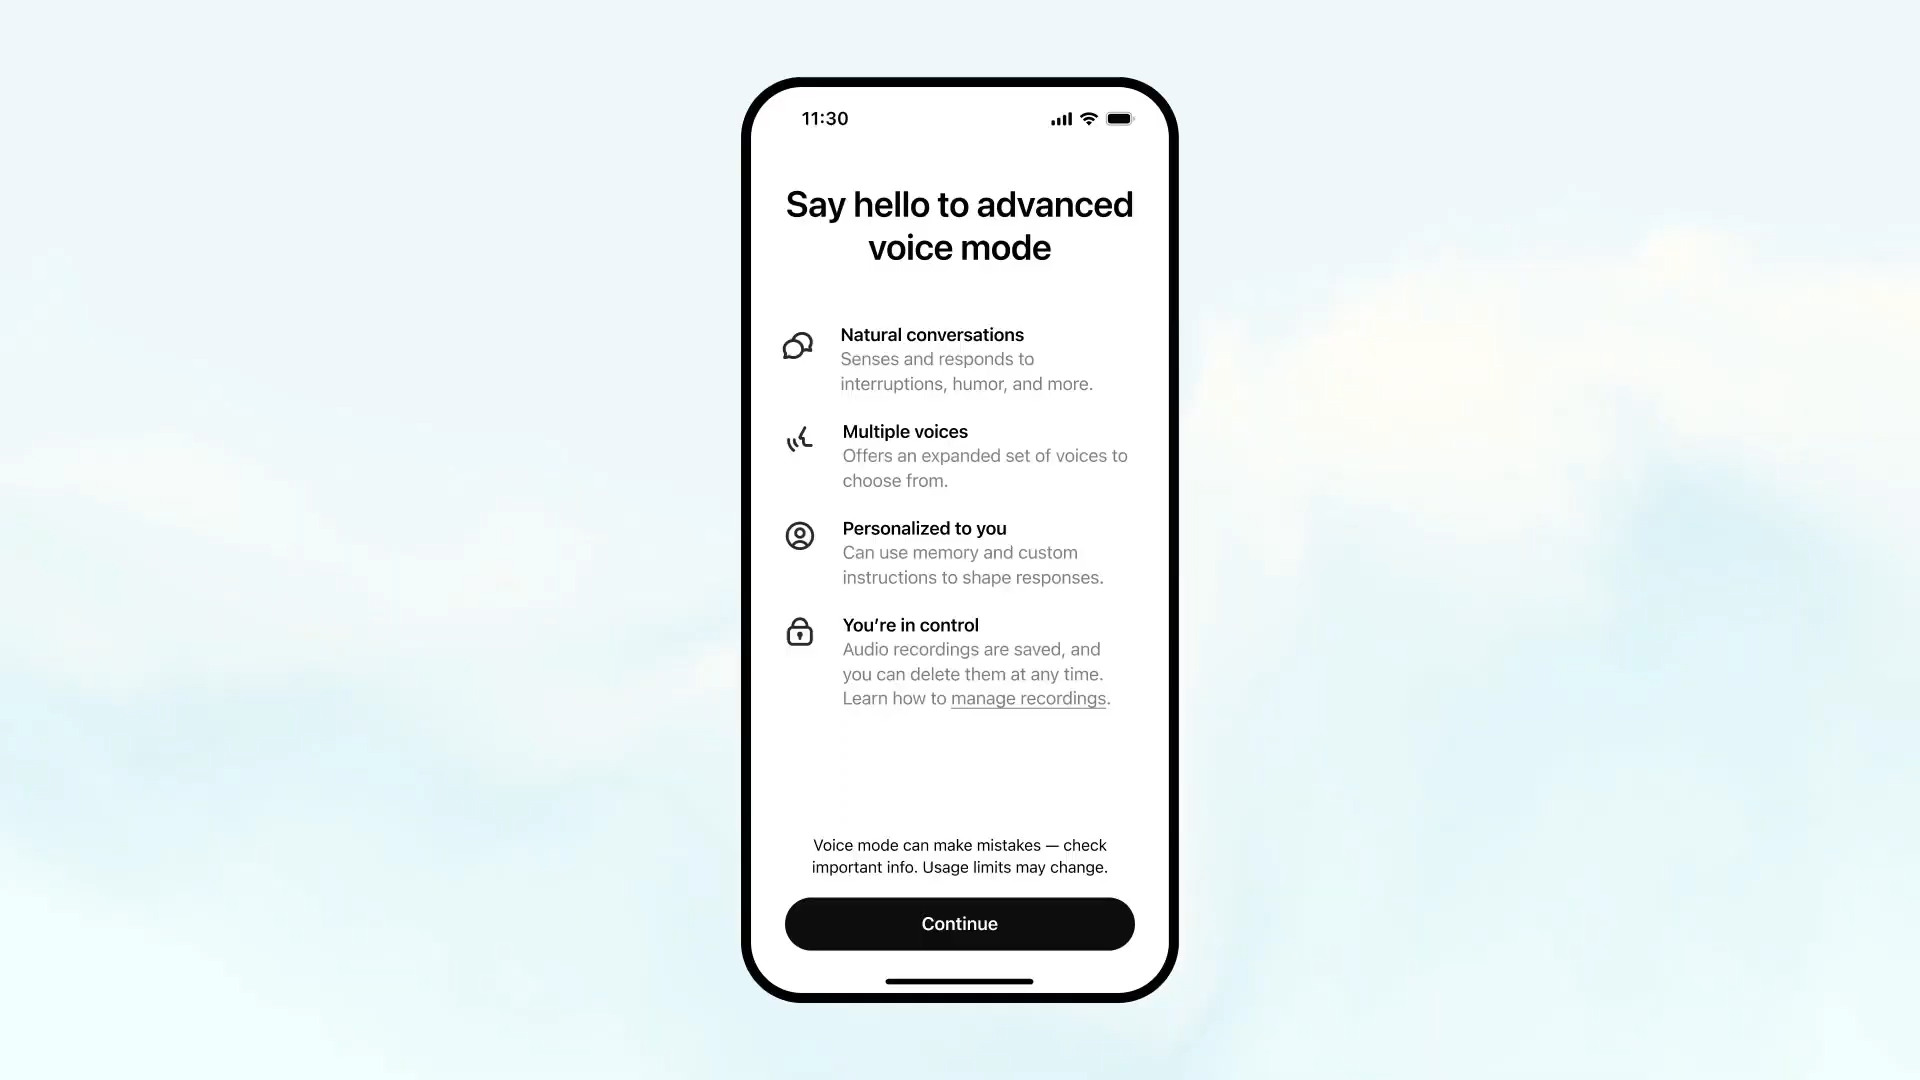 11:30
Say hello to advanced
voice mode
Natural conversations
Senses and responds to
interruptions, humor, and more.
Multiple voices
Offers an expanded set of voices to
choose from.
Personalized to you
Can use memory and custom
instructions to shape responses.
You’re in control
Audio recordings are saved, and
you can delete them at any time.
Learn how to manage recordings.
Voice mode can make mistakes — check
important info. Usage limits may change.
Continue